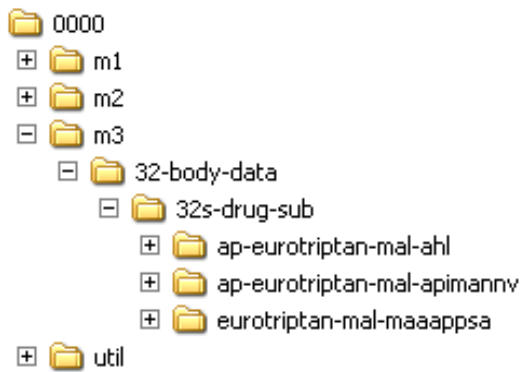 0000
m1
m2
m3
32-body-data
32s-drug-sub
ap-eurotriptan-mal-ahl
ap-eurotriptan-mal-apimannv
eurotriptan-mal-maaappsa
util